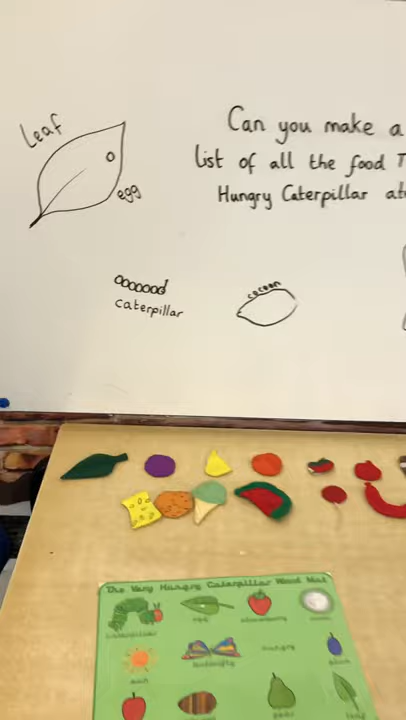 Leaf
egg
Can you make a
list of all the food T
Hungry Caterpillar at
caterpillar
cocoon
The Very Hungry Caterpillar Word Mat
caterpillar
egg
strawberry
moon
sun
butterfly
hungry
plum
pear
leaf